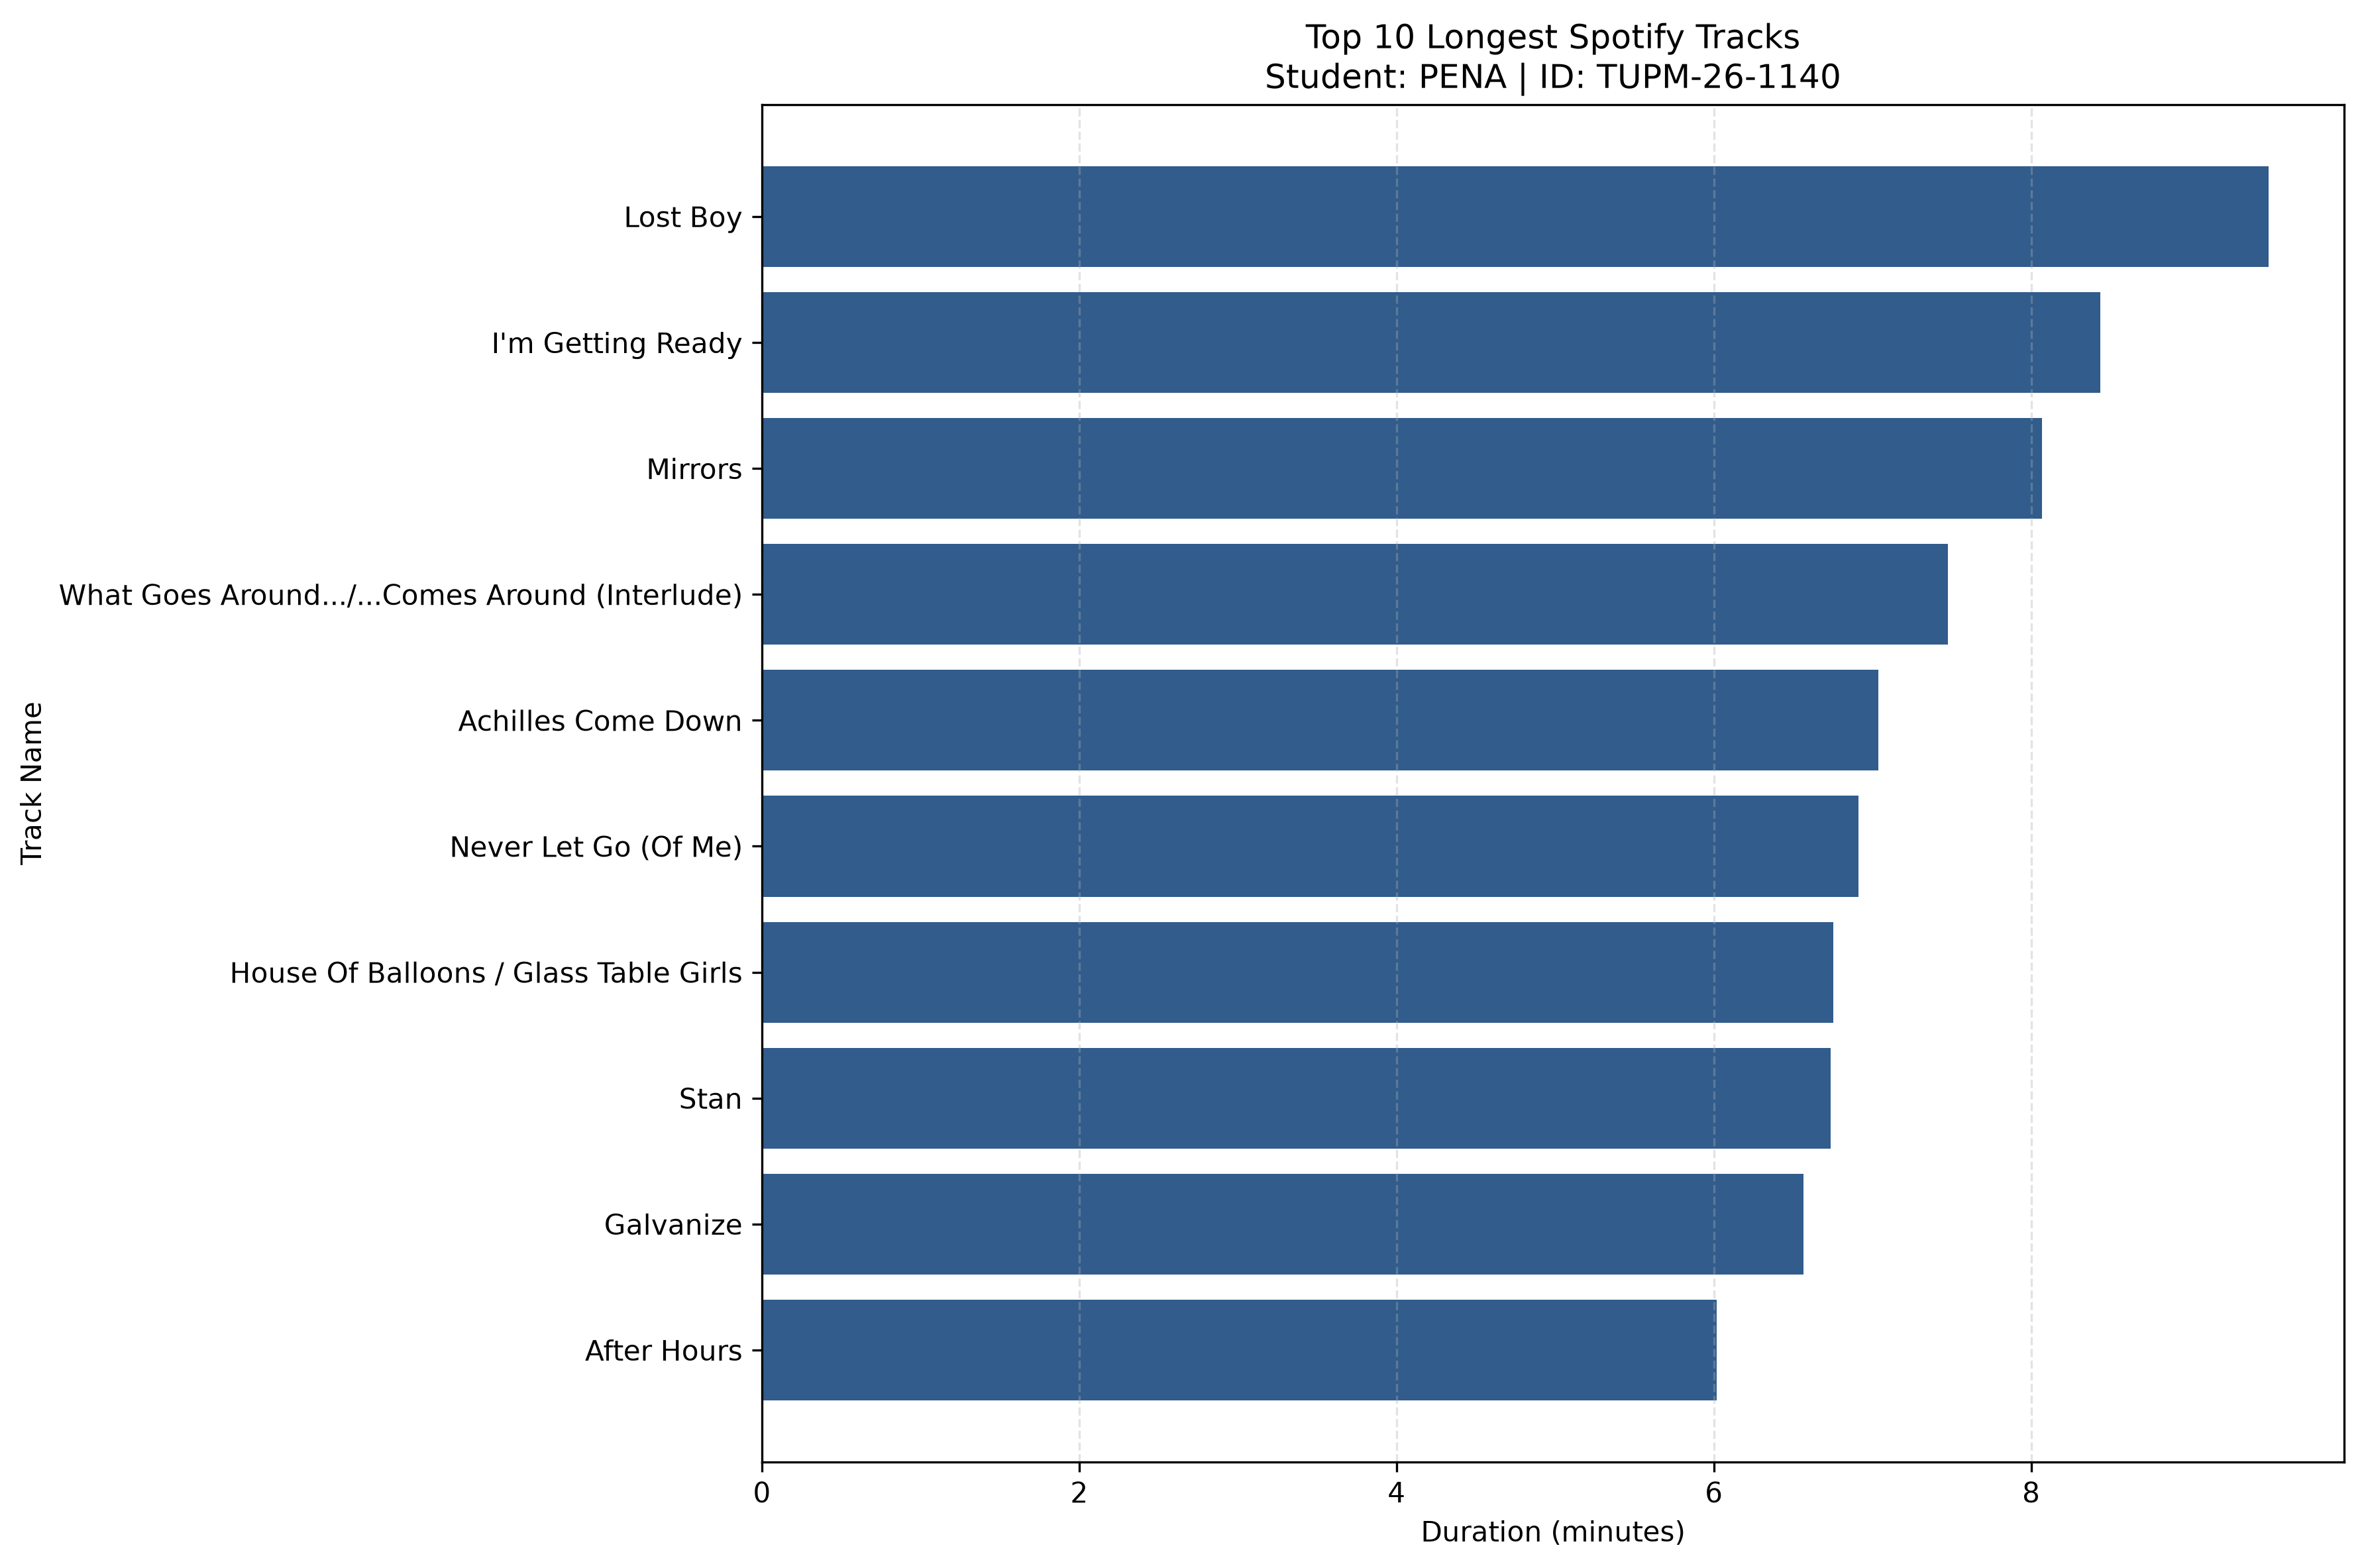 Top 10 Longest Spotify Tracks
Student: PENA | ID: TUPM-26-1140
Track Name
Lost Boy
I'm Getting Ready
Mirrors
What Goes Around.../...Comes Around (Interlude)
Achilles Come Down
Never Let Go (Of Me)
House Of Balloons / Glass Table Girls
Stan
Galvanize
After Hours
0 2 4 6 8
Duration (minutes)